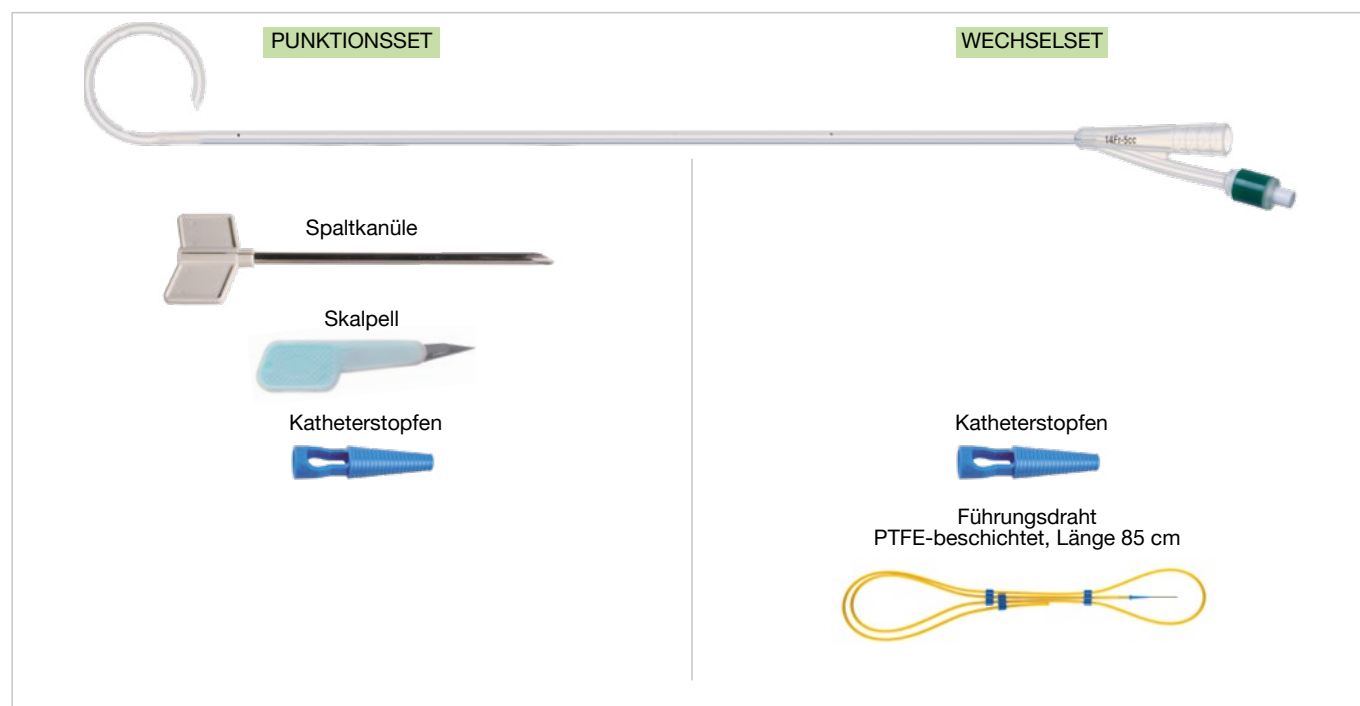 PUNKTIONSSET
WECHSELSET
14Fr-5cc
Spaltkanüle
Skalpell
Katheterstopfen
Katheterstopfen
Führungsdraht
PTFE-beschichtet, Länge 85 cm